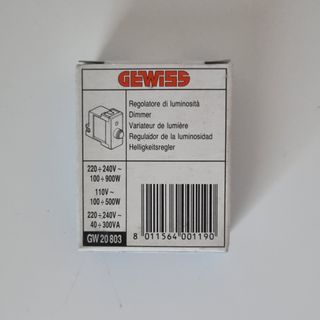 GEWISS
Regolatore di luminosità
Dimmer
Variateur de lumière
Regulador de la luminosidad
Helligkeitsregler
220÷240V~
100÷900W
110V~
100÷500W
220÷240V~
40÷300VA
GW 20 803
8 011564 001190